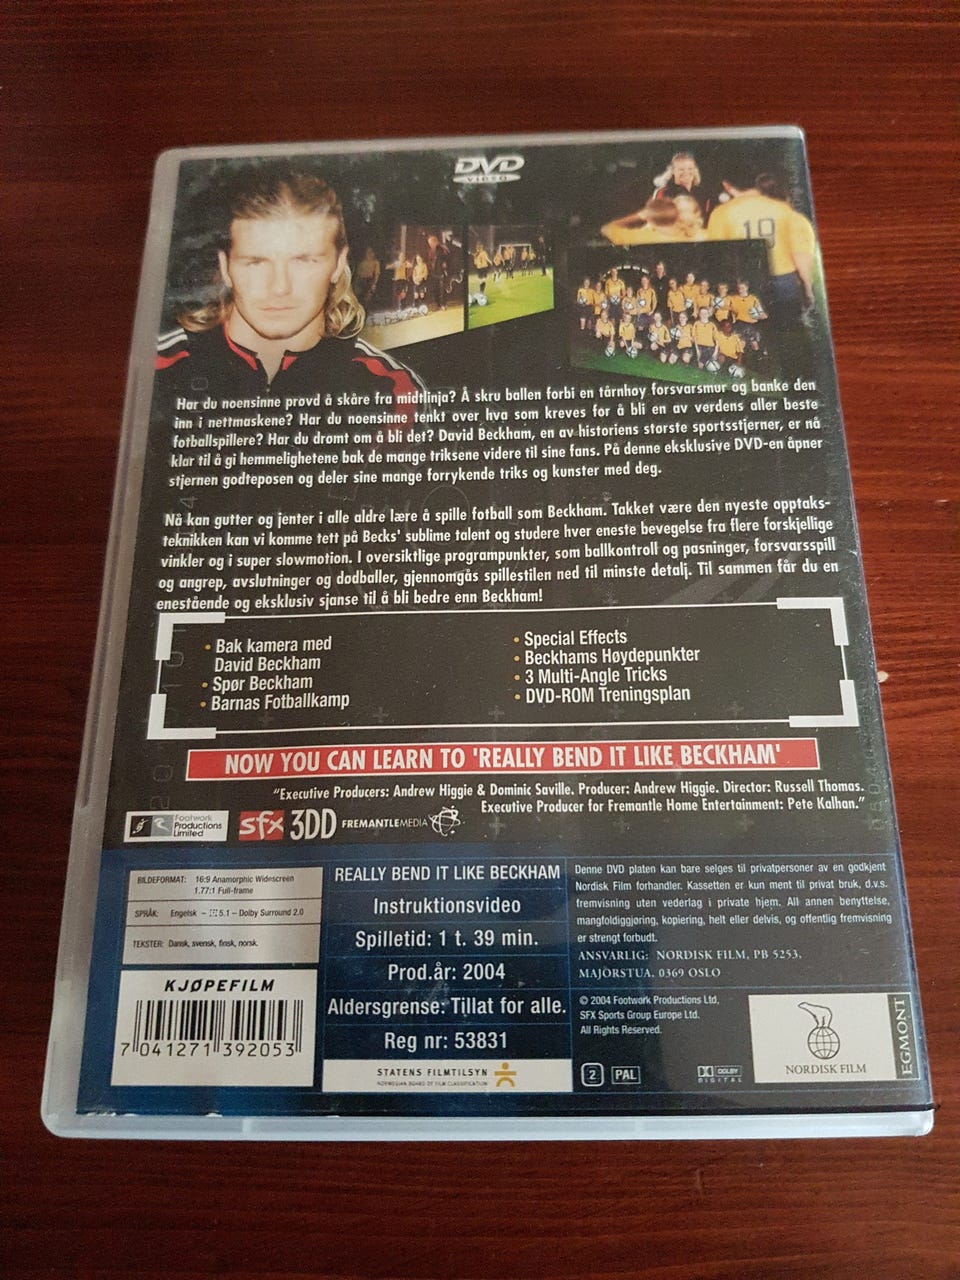 DVD
VIDEO
10
Har du noensinne prøvd å skåre fra midtlinja? Å skru ballen forbi en tårnhøy forsvarsmur og banke den
inn i nettmaskene? Har du noensinne tenkt over hva som kreves for å bli en av verdens aller beste
fotballspillere? Har du drømt om å bli det? David Beckham, en av historiens største sportsstjerner, er nå
klar til å gi hemmelighetene bak de mange triksene videre til sine fans. På denne eksklusive DVD-en åpner
stjernen godteposen og deler sine mange forrykende triks og kunster med deg.
Nå kan gutter og jenter i alle aldre lære å spille fotball som Beckham. Takket være den nyeste opptaks-
teknikken kan vi komme tett på Becks' sublime talent og studere hver eneste bevegelse fra flere forskjellige
vinkler og i super slowmotion. I oversiktlige programpunkter, som ballkontroll og pasninger, forsvarsspill
og angrep, avslutninger og dødballer, gjennomgås spillestilen ned til minste detalj. Til sammen får du en
enestående og eksklusiv sjanse til å bli bedre enn Beckham!
• Bak kamera med
David Beckham
• Spør Beckham
• Barnas Fotballkamp
• Special Effects
• Beckhams Høydepunkter
• 3 Multi-Angle Tricks
• DVD-ROM Treningsplan
NOW YOU CAN LEARN TO 'REALLY BEND IT LIKE BECKHAM'
"Executive Producers: Andrew Higgie & Dominic Saville. Producer: Andrew Higgie. Director: Russell Thomas.
Executive Producer for Fremantle Home Entertainment: Pete Kalhan."
Footwork
Productions
Limited
sfx
3DD
FREMANTLEMEDIA
BILDEFORMAT: 16:9 Anamorphic Widescreen
1.77:1 Full-frame
SPRÅK: Engelsk – 5.1 – Dolby Surround 2.0
TEKSTER: Dansk, svensk, finsk, norsk.
KJØPEFILM
7 041271 392053
REALLY BEND IT LIKE BECKHAM
Instruktionsvideo
Spilletid: 1 t. 39 min.
Prod.år: 2004
Aldersgrense: Tillat for alle.
Reg nr: 53831
STATENS FILMTILSYN
NORWEGIAN BOARD OF FILM CLASSIFICATION
Denne DVD platen kan bare selges til privatpersoner av en godkjent
Nordisk Film forhandler. Kassetten er kun ment til privat bruk, d.v.s.
fremvisning uten vederlag i private hjem. All annen benyttelse,
mangfoldiggjøring, kopiering, helt eller delvis, og offentlig fremvisning
er strengt forbudt.
ANSVARLIG: NORDISK FILM, PB 5253,
MAJORSTUA, 0369 OSLO
© 2004 Footwork Productions Ltd,
SFX Sports Group Europe Ltd.
All Rights Reserved.
2
PAL
DOLBY
DIGITAL
NORDISK FILM
EGMONT